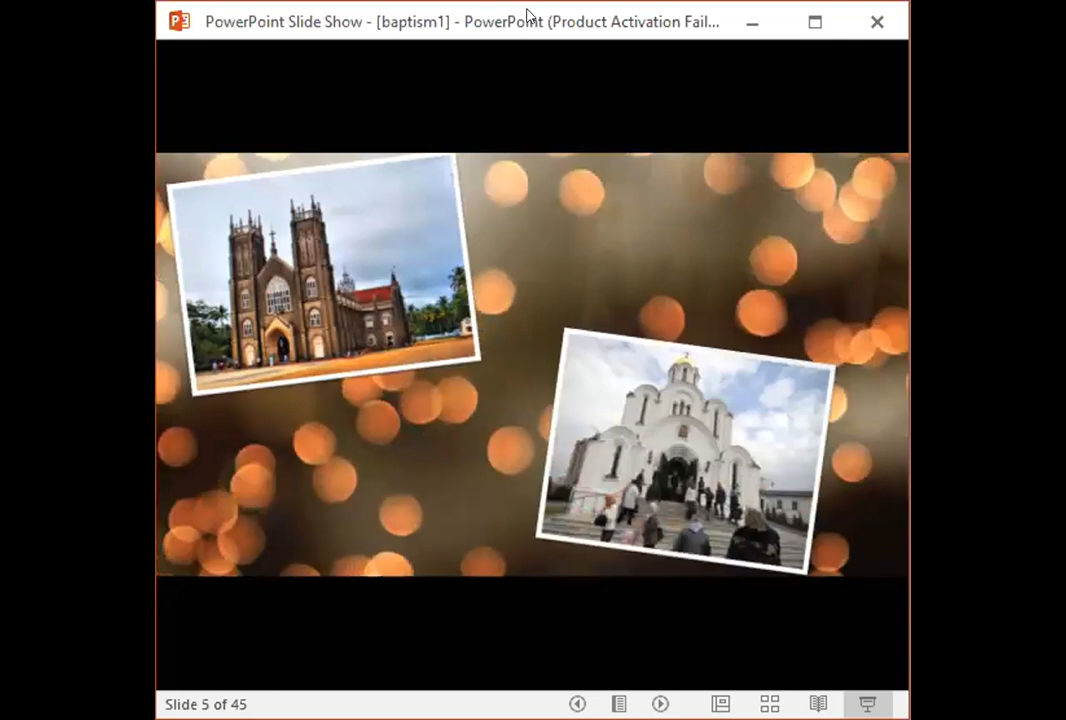 PowerPoint Slide Show - [baptism1] - PowerPoint (Product Activation Fail...
Slide 5 of 45